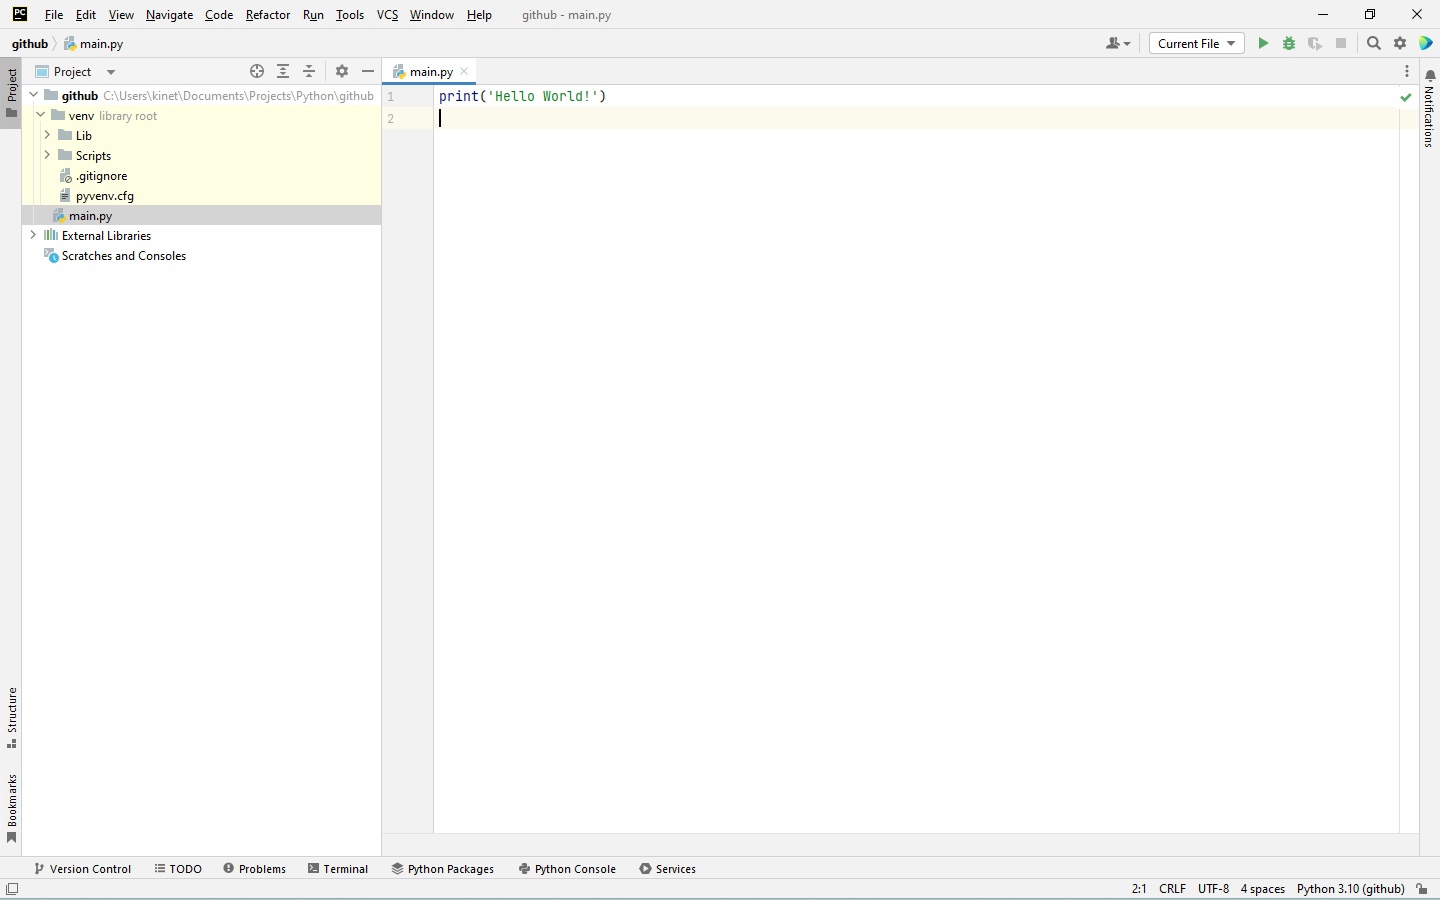 PC File Edit View Navigate Code Refactor Run Tools VCS Window Help github - main.py
github main.py Current File
Project
Project main.py
github C:\Users\kinet\Documents\Projects\Python\github
venv library root
Lib
Scripts
.gitignore
pyvenv.cfg
main.py
External Libraries
Scratches and Consoles
1 print('Hello World!')
2
Notifications
Structure
Bookmarks
Version Control TODO Problems Terminal Python Packages Python Console Services
2:1 CRLF UTF-8 4 spaces Python 3.10 (github)